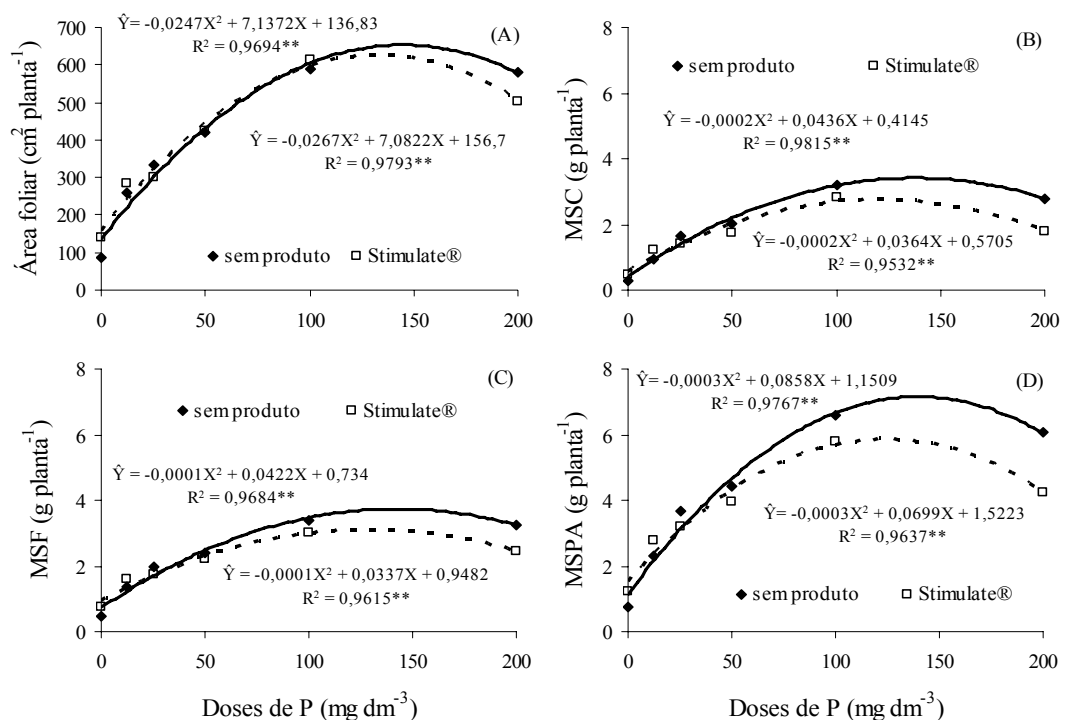 Ŷ= -0,0247X² + 7,1372X + 136,83
R² = 0,9694**
(A)
Ŷ = -0,0267X² + 7,0822X + 156,7
R² = 0,9793**
sem produto Stimulate®
Área foliar (cm² planta⁻¹)
700
600
500
400
300
200
100
0
0 50 100 150 200
(B)
sem produto Stimulate®
Ŷ = -0,0002X² + 0,0436X + 0,4145
R² = 0,9815**
Ŷ = -0,0002X² + 0,0364X + 0,5705
R² = 0,9532**
MSC (g planta⁻¹)
8
6
4
2
0
0 50 100 150 200
(C)
sem produto Stimulate®
Ŷ = -0,0001X² + 0,0422X + 0,734
R² = 0,9684**
Ŷ = -0,0001X² + 0,0337X + 0,9482
R² = 0,9615**
MSF (g planta⁻¹)
8
6
4
2
0
0 50 100 150 200
Doses de P (mg dm⁻³)
Ŷ= -0,0003X² + 0,0858X + 1,1509
R² = 0,9767**
(D)
Ŷ = -0,0003X² + 0,0699X + 1,5223
R² = 0,9637**
sem produto Stimulate®
MSPA (g planta⁻¹)
8
6
4
2
0
0 50 100 150 200
Doses de P (mg dm⁻³)